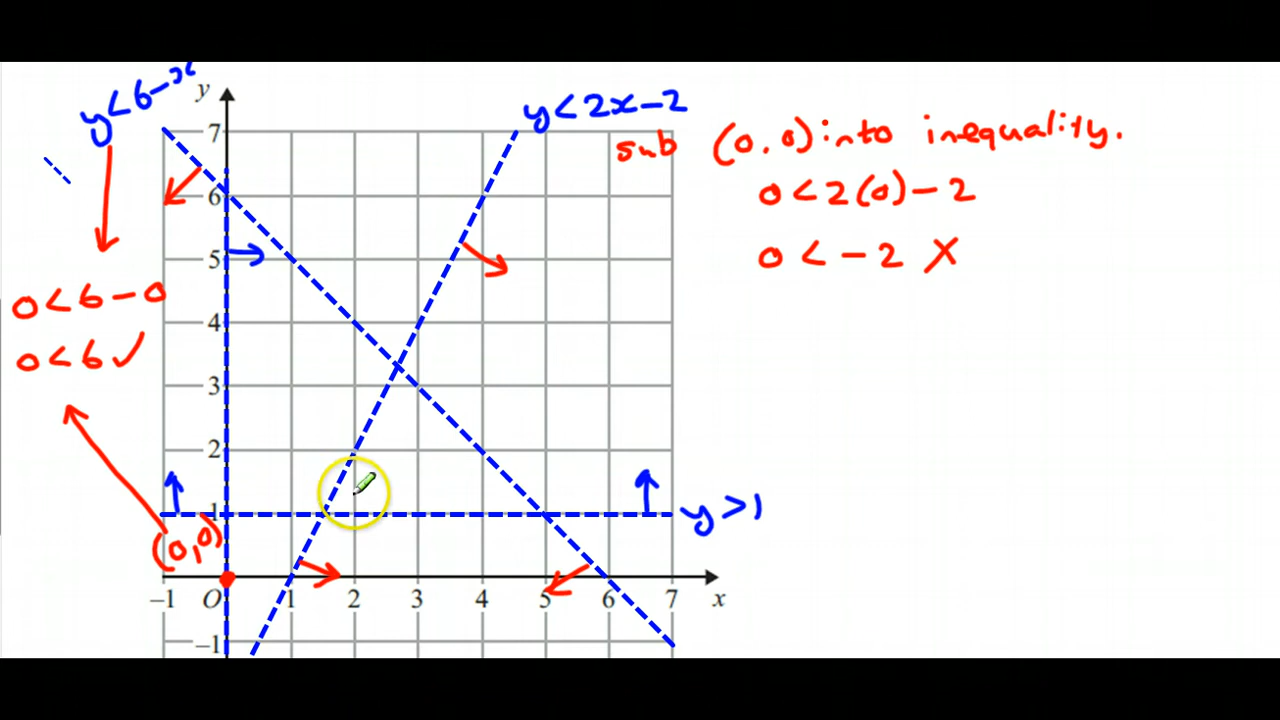 y<6-x
y<2x-2
sub (0,0) into inequality.
0<2(0)-2
0<-2 X
0<6-0
0<6✓
y>1
(0,0)
y
7
6
5
4
3
2
1
-1 O 1 2 3 4 5 6 7 x
-1